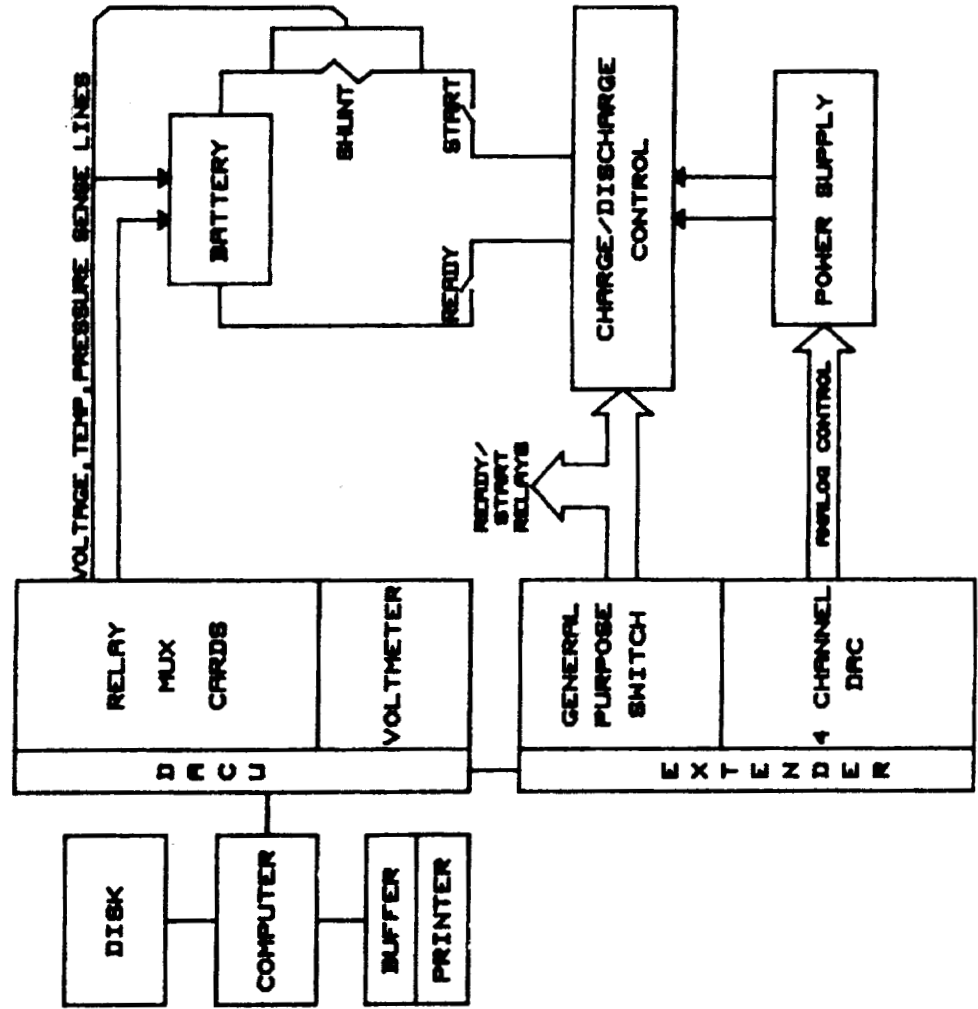 VOLTAGE, TEMP, PRESSURE SENSE LINES
DISK
COMPUTER
BUFFER
PRINTER
DACU
RELAY
MUX
CARDS
VOLTMETER
BATTERY
SHUNT
READY
START
EXTENDER
GENERAL
PURPOSE
SWITCH
4 CHANNEL
DAC
READY/
START
RELAYS
CHARGE/DISCHARGE
CONTROL
ANALOG CONTROL
POWER SUPPLY